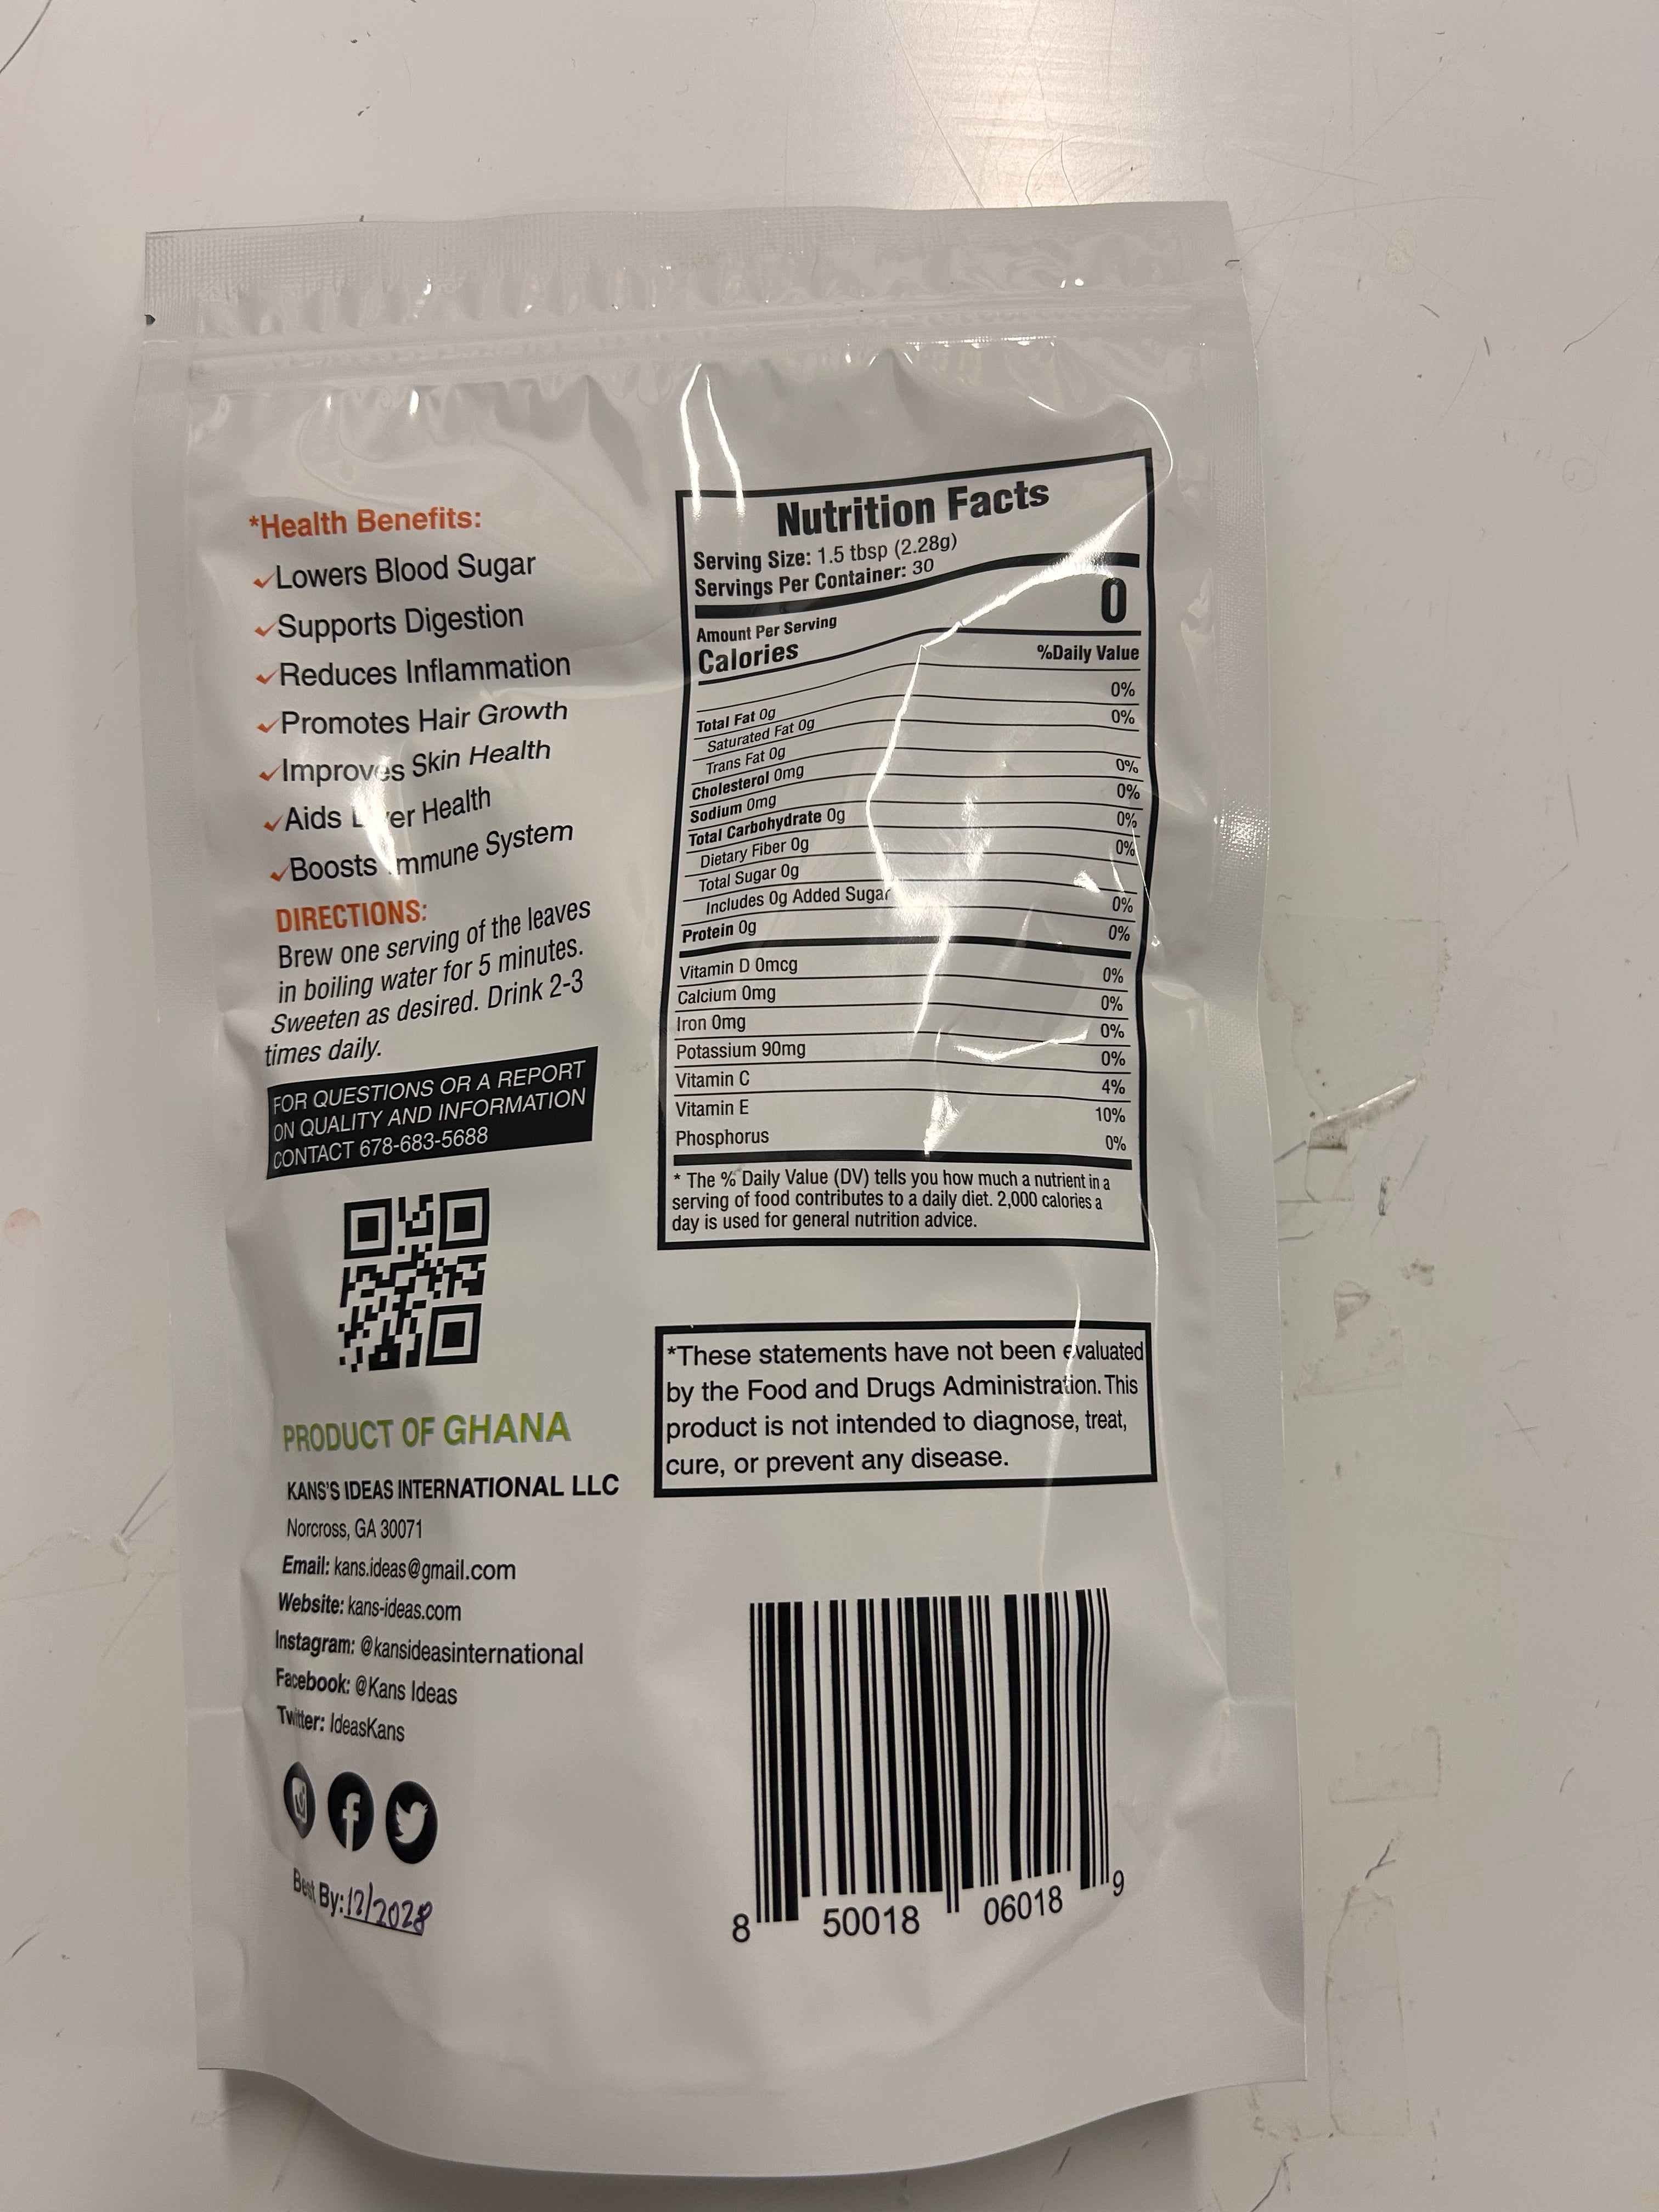 *Health Benefits:
✓Lowers Blood Sugar
✓Supports Digestion
✓Reduces Inflammation
✓Promotes Hair Growth
✓Improves Skin Health
✓Aids Liver Health
✓Boosts Immune System
DIRECTIONS:
Brew one serving of the leaves
in boiling water for 5 minutes.
Sweeten as desired. Drink 2-3
times daily.
FOR QUESTIONS OR A REPORT
ON QUALITY AND INFORMATION
CONTACT 678-683-5688
PRODUCT OF GHANA
KANS'S IDEAS INTERNATIONAL LLC
Norcross, GA 30071
Email: kans.ideas@gmail.com
Website: kans-ideas.com
Instagram: @kansideasinternational
Facebook: @Kans Ideas
Twitter: IdeasKans
Best By: 12/2028
Nutrition Facts
Serving Size: 1.5 tbsp (2.28g)
Servings Per Container: 30
Amount Per Serving
Calories 0
%Daily Value
Total Fat 0g 0%
Saturated Fat 0g 0%
Trans Fat 0g
Cholesterol 0mg 0%
Sodium 0mg 0%
Total Carbohydrate 0g 0%
Dietary Fiber 0g 0%
Total Sugar 0g
Includes 0g Added Sugar 0%
Protein 0g 0%
Vitamin D 0mcg 0%
Calcium 0mg 0%
Iron 0mg 0%
Potassium 90mg 0%
Vitamin C 4%
Vitamin E 10%
Phosphorus 0%
* The % Daily Value (DV) tells you how much a nutrient in a
serving of food contributes to a daily diet. 2,000 calories a
day is used for general nutrition advice.
*These statements have not been evaluated
by the Food and Drugs Administration. This
product is not intended to diagnose, treat,
cure, or prevent any disease.
8 50018 06018 9